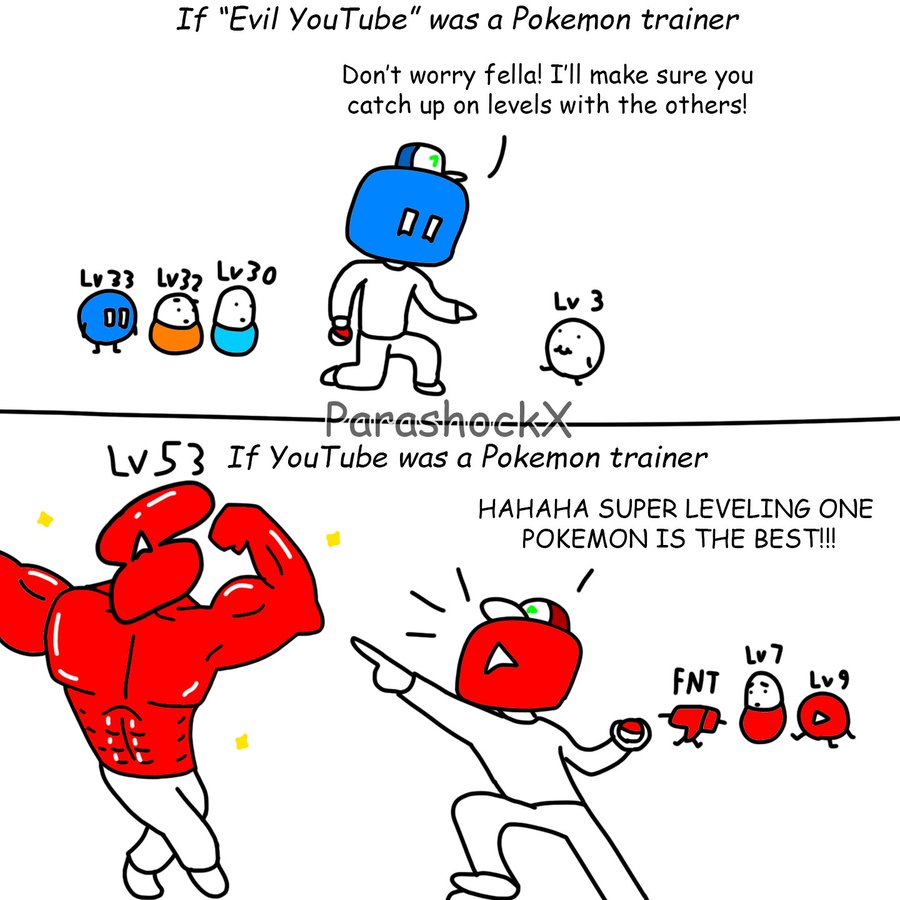 If “Evil YouTube” was a Pokemon trainer
Don't worry fella! I'll make sure you
catch up on levels with the others!
Lv33 Lv32 Lv30
Lv 3
ParashockX
Lv53
If YouTube was a Pokemon trainer
HAHAHA SUPER LEVELING ONE
POKEMON IS THE BEST!!!
FNT Lv7 Lv9